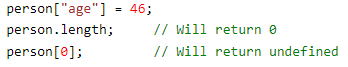 person["age"] = 46;
person.length;     // Will return 0
person[0];         // Will return undefined